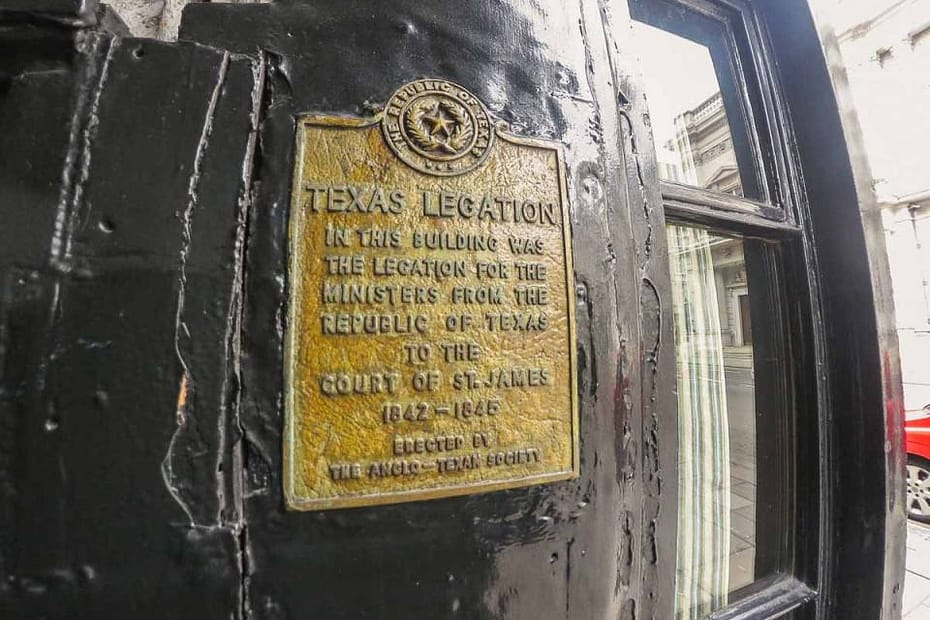 THE REPUBLIC OF TEXAS
TEXAS LEGATION
IN THIS BUILDING WAS
THE LEGATION FOR THE
MINISTERS FROM THE
REPUBLIC OF TEXAS
TO THE
COURT OF ST. JAMES
1842 – 1845
ERECTED BY
THE ANGLO – TEXAN SOCIETY